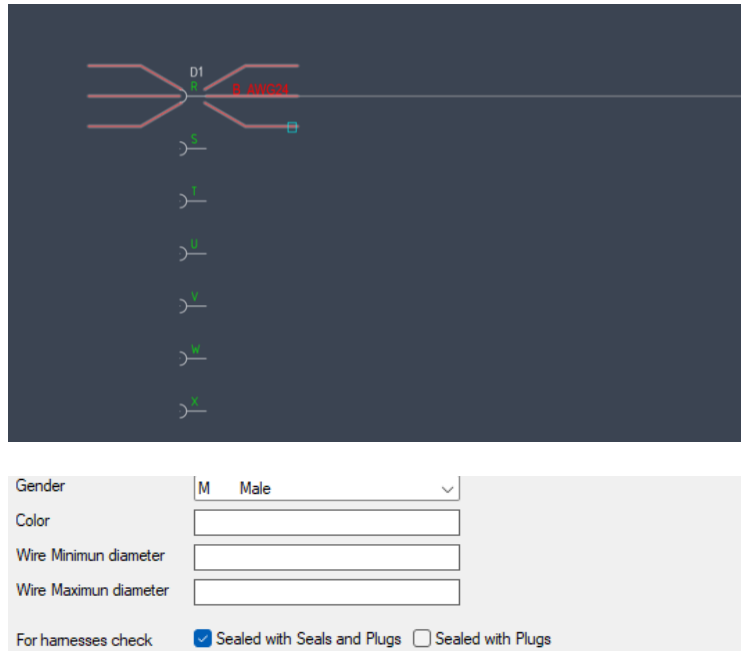 D1
R
B AWG24
S
T
U
V
W
X
Gender M Male
Color
Wire Minimun diameter
Wire Maximun diameter
For harnesses check Sealed with Seals and Plugs Sealed with Plugs